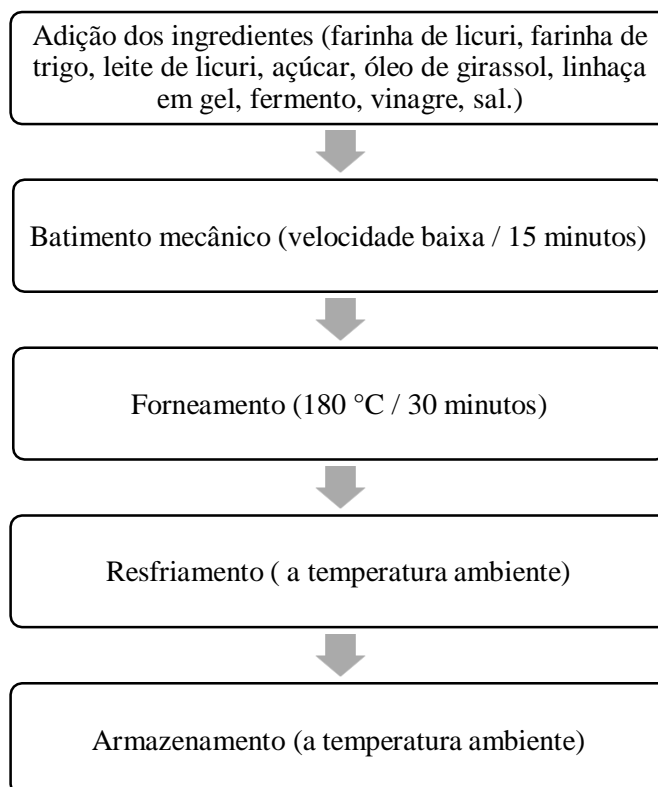 Adição dos ingredientes (farinha de licuri, farinha de
trigo, leite de licuri, açúcar, óleo de girassol, linhaça
em gel, fermento, vinagre, sal.)
Batimento mecânico (velocidade baixa / 15 minutos)
Forneamento (180 °C / 30 minutos)
Resfriamento ( a temperatura ambiente)
Armazenamento (a temperatura ambiente)